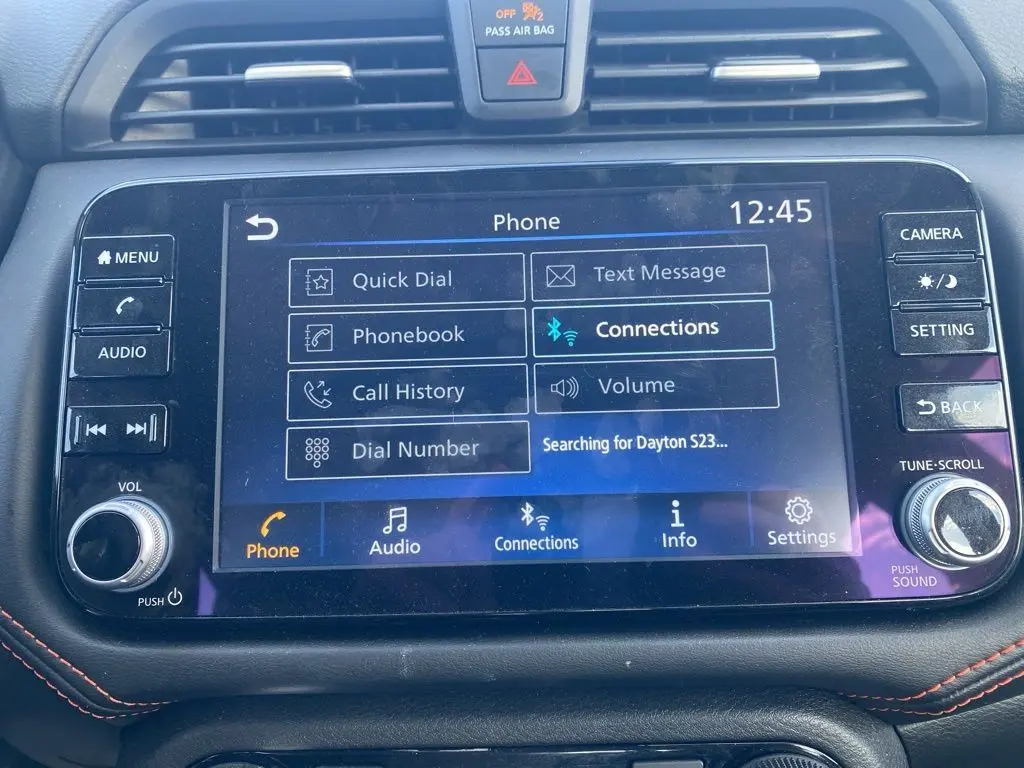 OFF 2
PASS AIR BAG
Phone
12:45
MENU
AUDIO
VOL
PUSH
Quick Dial
Text Message
Phonebook
Connections
Call History
Volume
Dial Number
Searching for Dayton S23...
Phone
Audio
Connections
Info
Settings
CAMERA
SETTING
BACK
TUNE·SCROLL
PUSH
SOUND